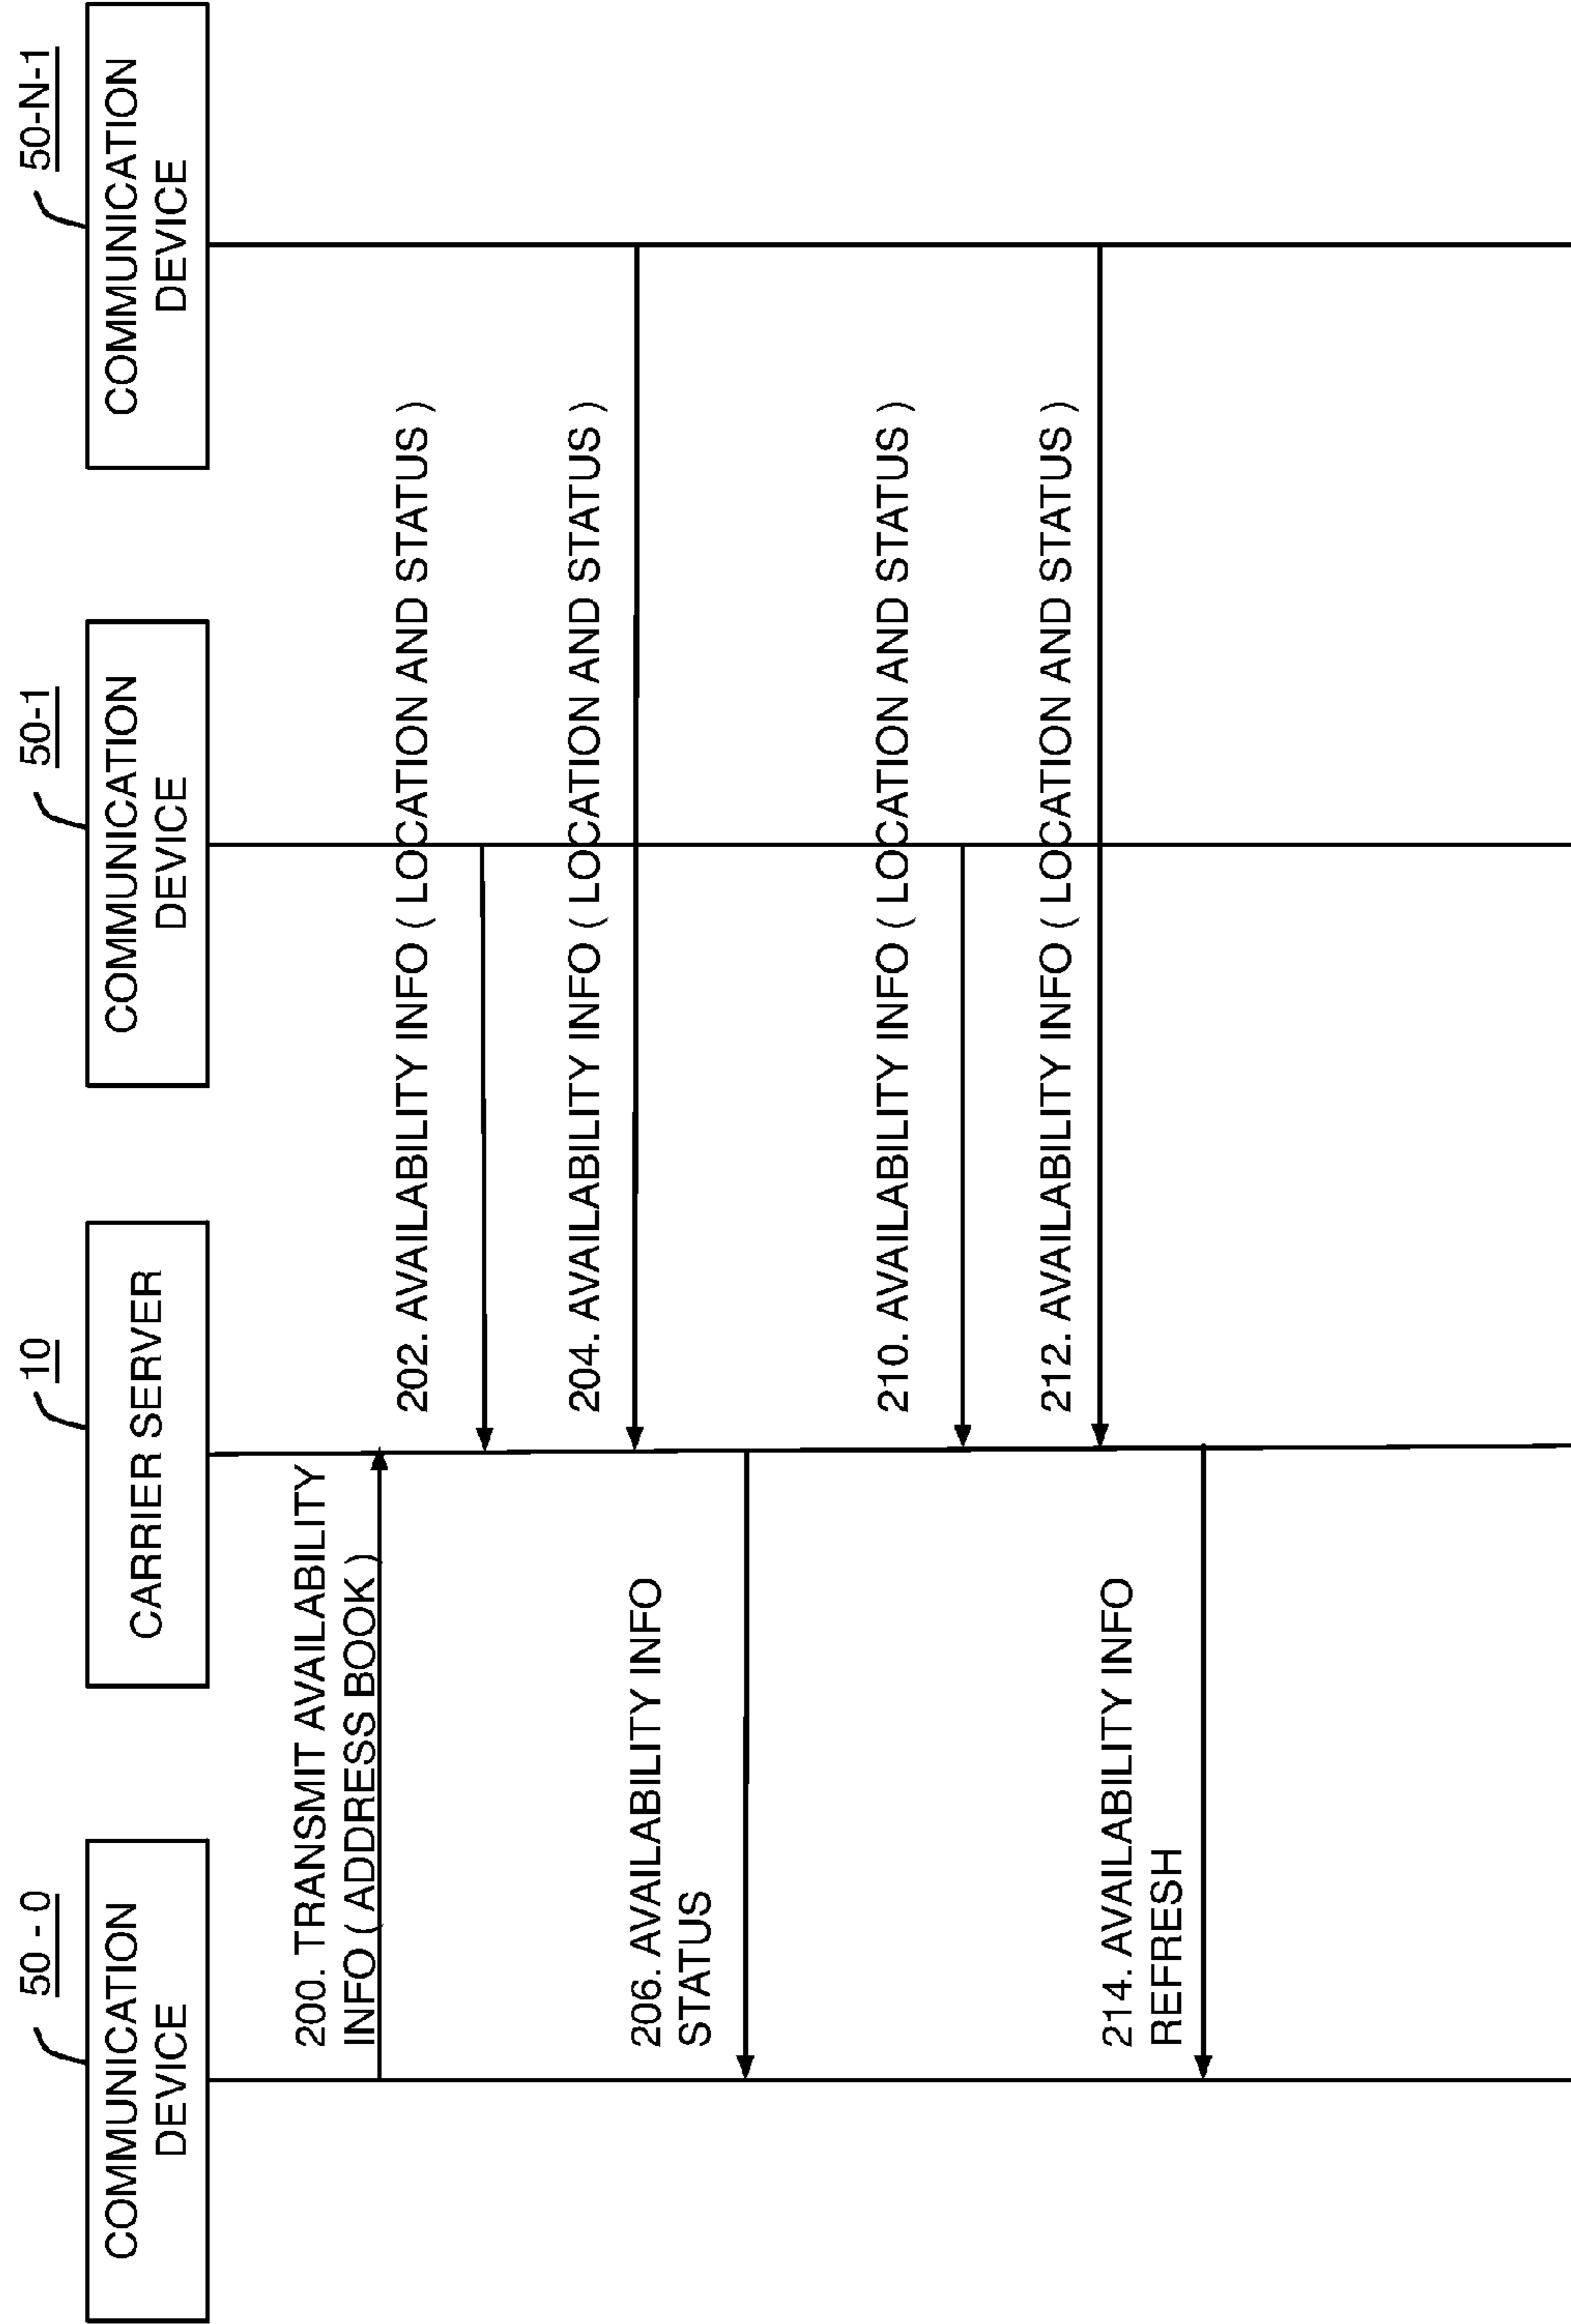 50 - 0
10
50-1
50-N-1
COMMUNICATION
DEVICE
CARRIER SERVER
COMMUNICATION
DEVICE
COMMUNICATION
DEVICE
200. TRANSMIT AVAILABILITY
INFO ( ADDRESS BOOK )
202. AVAILABILITY INFO ( LOCATION AND STATUS )
204. AVAILABILITY INFO ( LOCATION AND STATUS )
206. AVAILABILITY INFO
STATUS
210. AVAILABILITY INFO ( LOCATION AND STATUS )
212. AVAILABILITY INFO ( LOCATION AND STATUS )
214. AVAILABILITY INFO
REFRESH